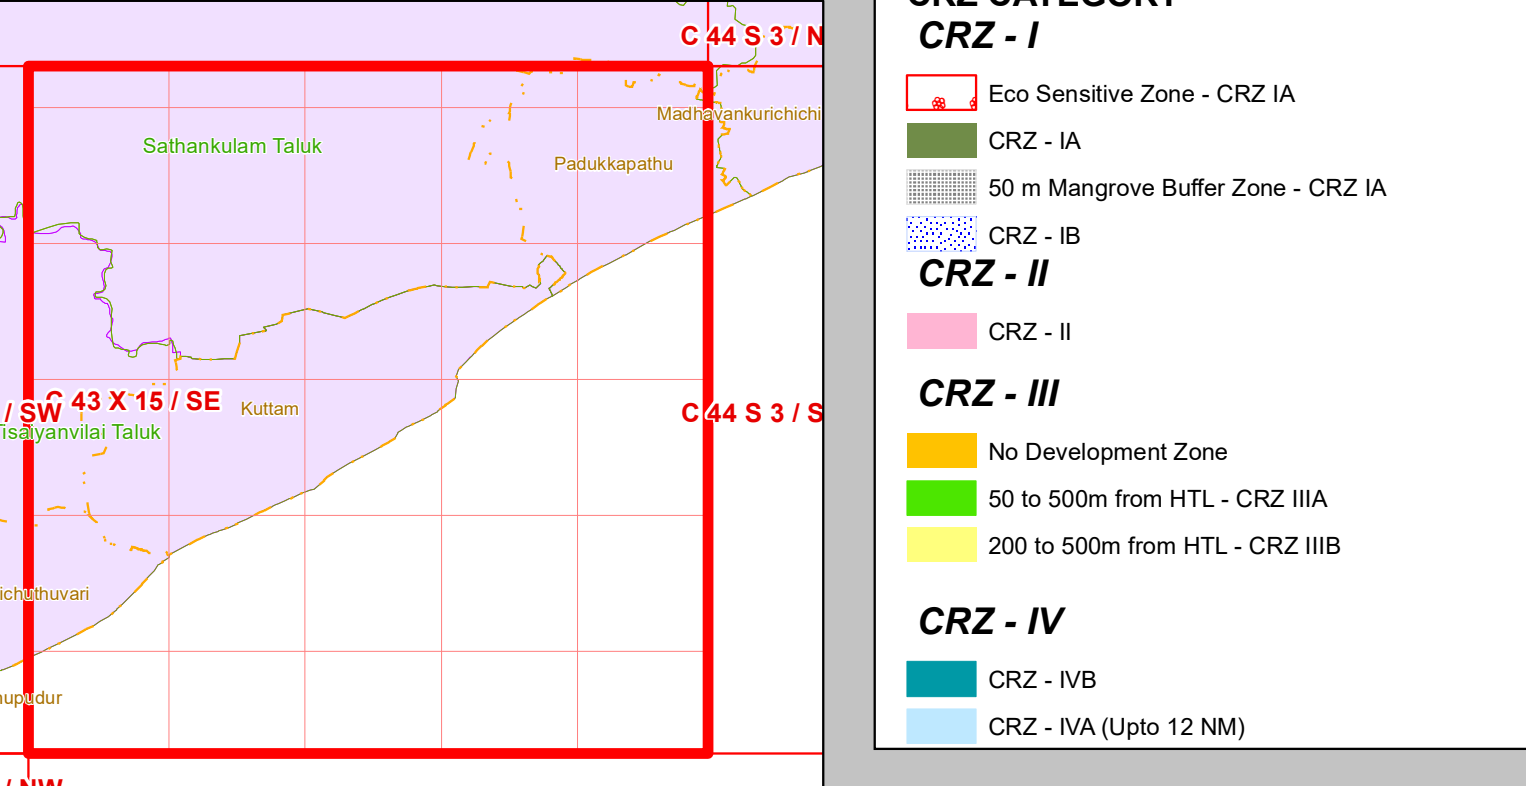 C 44 S 3 / N
Madhavankurichichi
Sathankulam Taluk
Padukkapathu
C 43 X 15 / SE
/ SW
Kuttam
C 44 S 3 / S
Tisaiyanvilai Taluk
ichuthuvari
nupudur
/ NW
CRZ CATEGORY
CRZ - I
Eco Sensitive Zone - CRZ IA
CRZ - IA
50 m Mangrove Buffer Zone - CRZ IA
CRZ - IB
CRZ - II
CRZ - II
CRZ - III
No Development Zone
50 to 500m from HTL - CRZ IIIA
200 to 500m from HTL - CRZ IIIB
CRZ - IV
CRZ - IVB
CRZ - IVA (Upto 12 NM)